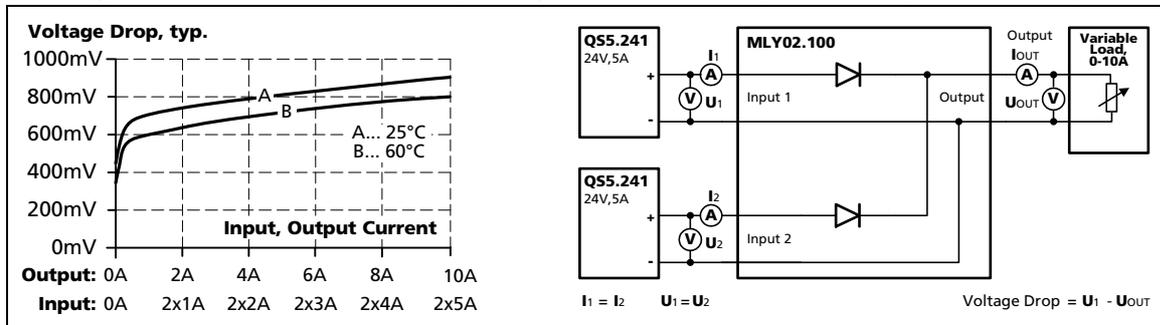 Voltage Drop, typ.
1000mV
800mV
600mV
400mV
200mV
0mV
A
B
A... 25°C
B... 60°C
Input, Output Current
Output: 0A 2A 4A 6A 8A 10A
Input: 0A 2x1A 2x2A 2x3A 2x4A 2x5A
QS5.241
24V,5A
+
-
I1
A
V U1
MLY02.100
Input 1
Output
Output
IOUT
A
UOUT V
Variable
Load,
0-10A
QS5.241
24V,5A
+
-
I2
A
V U2
Input 2
I1 = I2 U1 = U2
Voltage Drop = U1 - UOUT